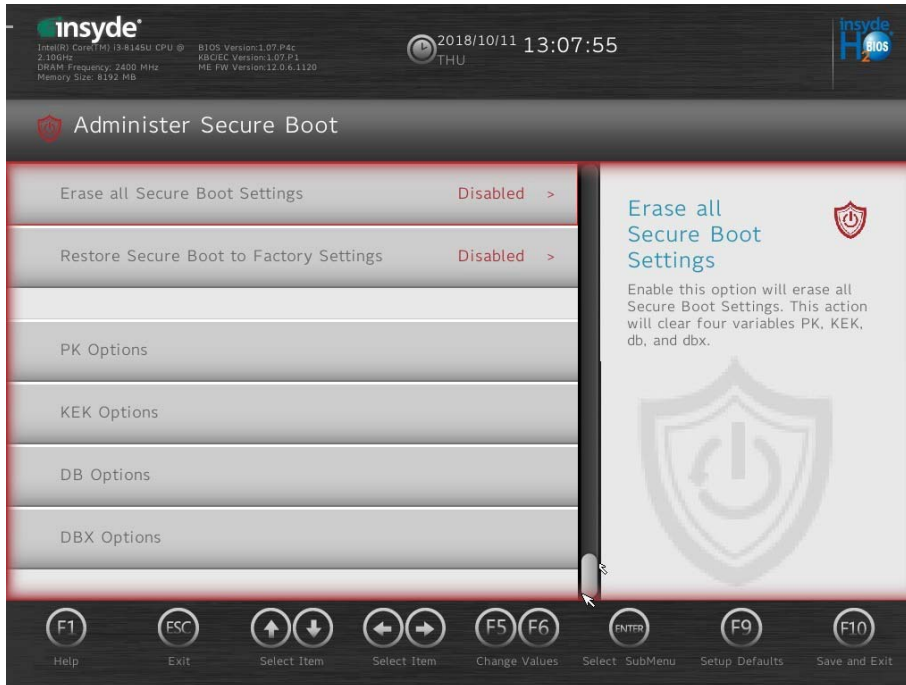 insyde®
Intel(R) Core(TM) i3-8145U CPU @
2.10GHz
DRAM Frequency: 2400 MHz
Memory Size: 8192 MB
BIOS Version:1.07.P4c
KBC/EC Version:1.07.P1
ME FW Version:12.0.6.1120
2018/10/11 13:07:55
THU
insyde
H2O BIOS
Administer Secure Boot
Erase all Secure Boot Settings Disabled >
Restore Secure Boot to Factory Settings Disabled >
PK Options
KEK Options
DB Options
DBX Options
Erase all
Secure Boot
Settings
Enable this option will erase all
Secure Boot Settings. This action
will clear four variables PK, KEK,
db, and dbx.
F1 ESC F5 F6 ENTER F9 F10
Help Exit Select Item Select Item Change Values Select SubMenu Setup Defaults Save and Exit